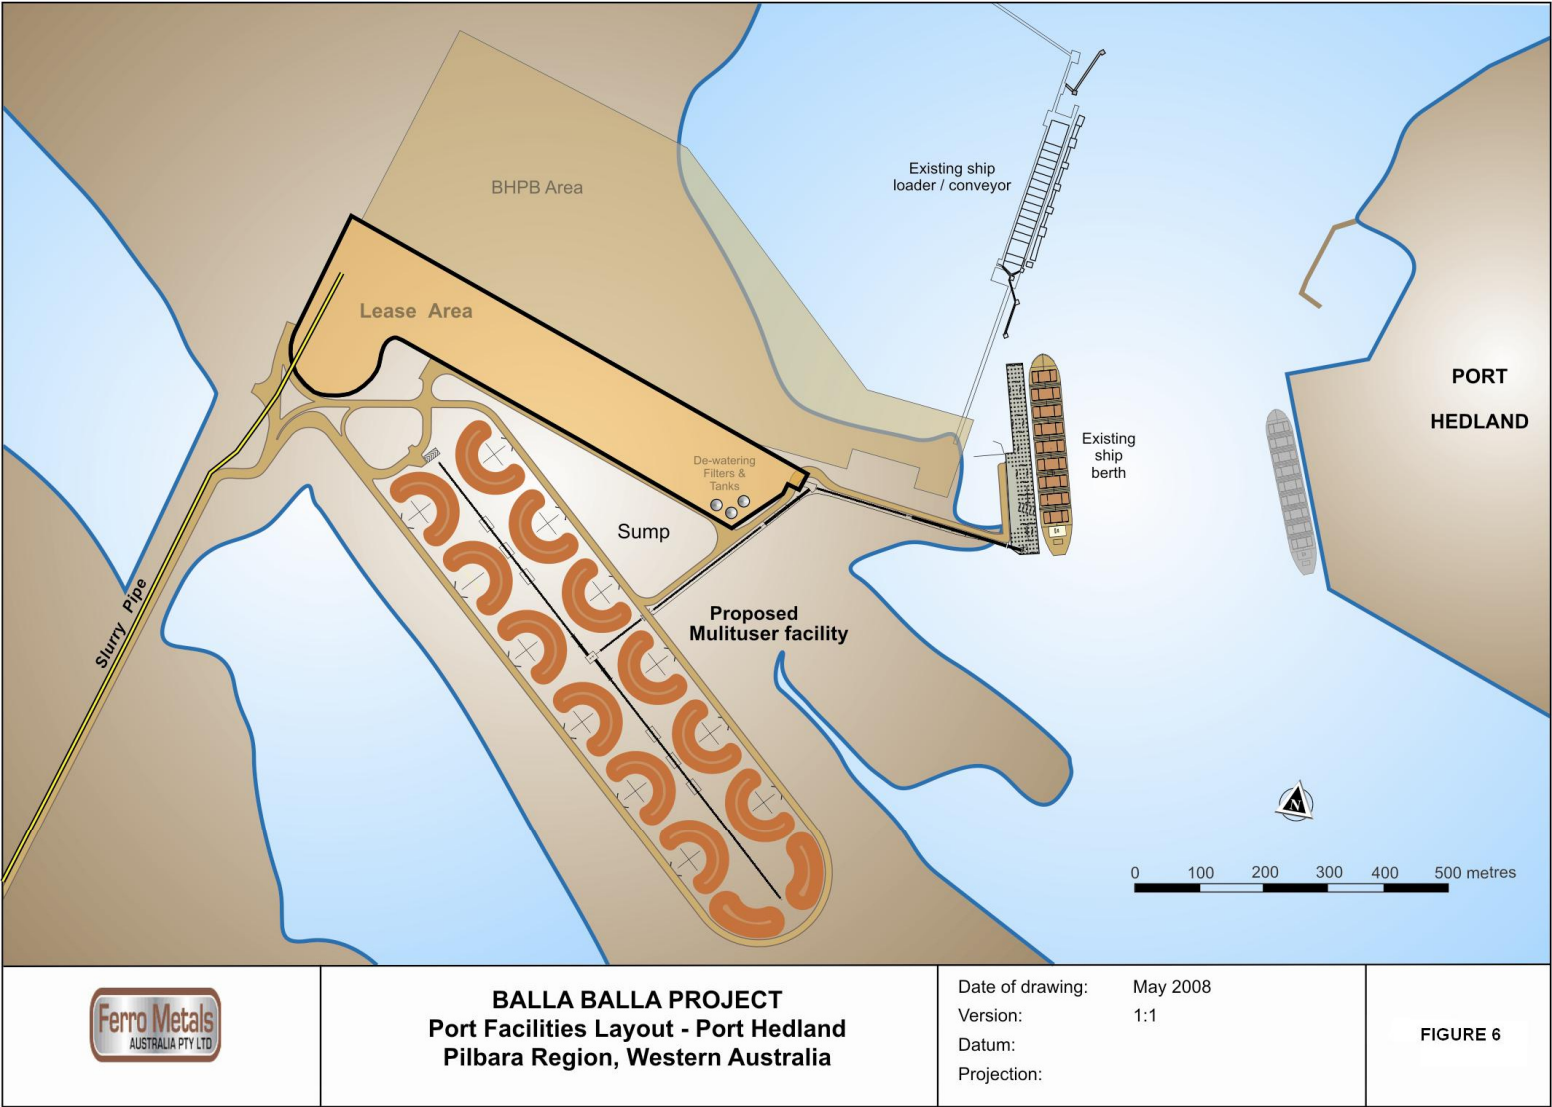 Existing ship
loader / conveyor
BHPB Area
Lease Area
PORT
HEDLAND
Existing
ship
berth
De-watering
Filters &
Tanks
Sump
Slurry Pipe
Proposed
Mulituser facility
N
0 100 200 300 400 500 metres
Ferro Metals
AUSTRALIA PTY LTD
BALLA BALLA PROJECT
Port Facilities Layout - Port Hedland
Pilbara Region, Western Australia
Date of drawing: May 2008
Version: 1:1
Datum:
Projection:
FIGURE 6